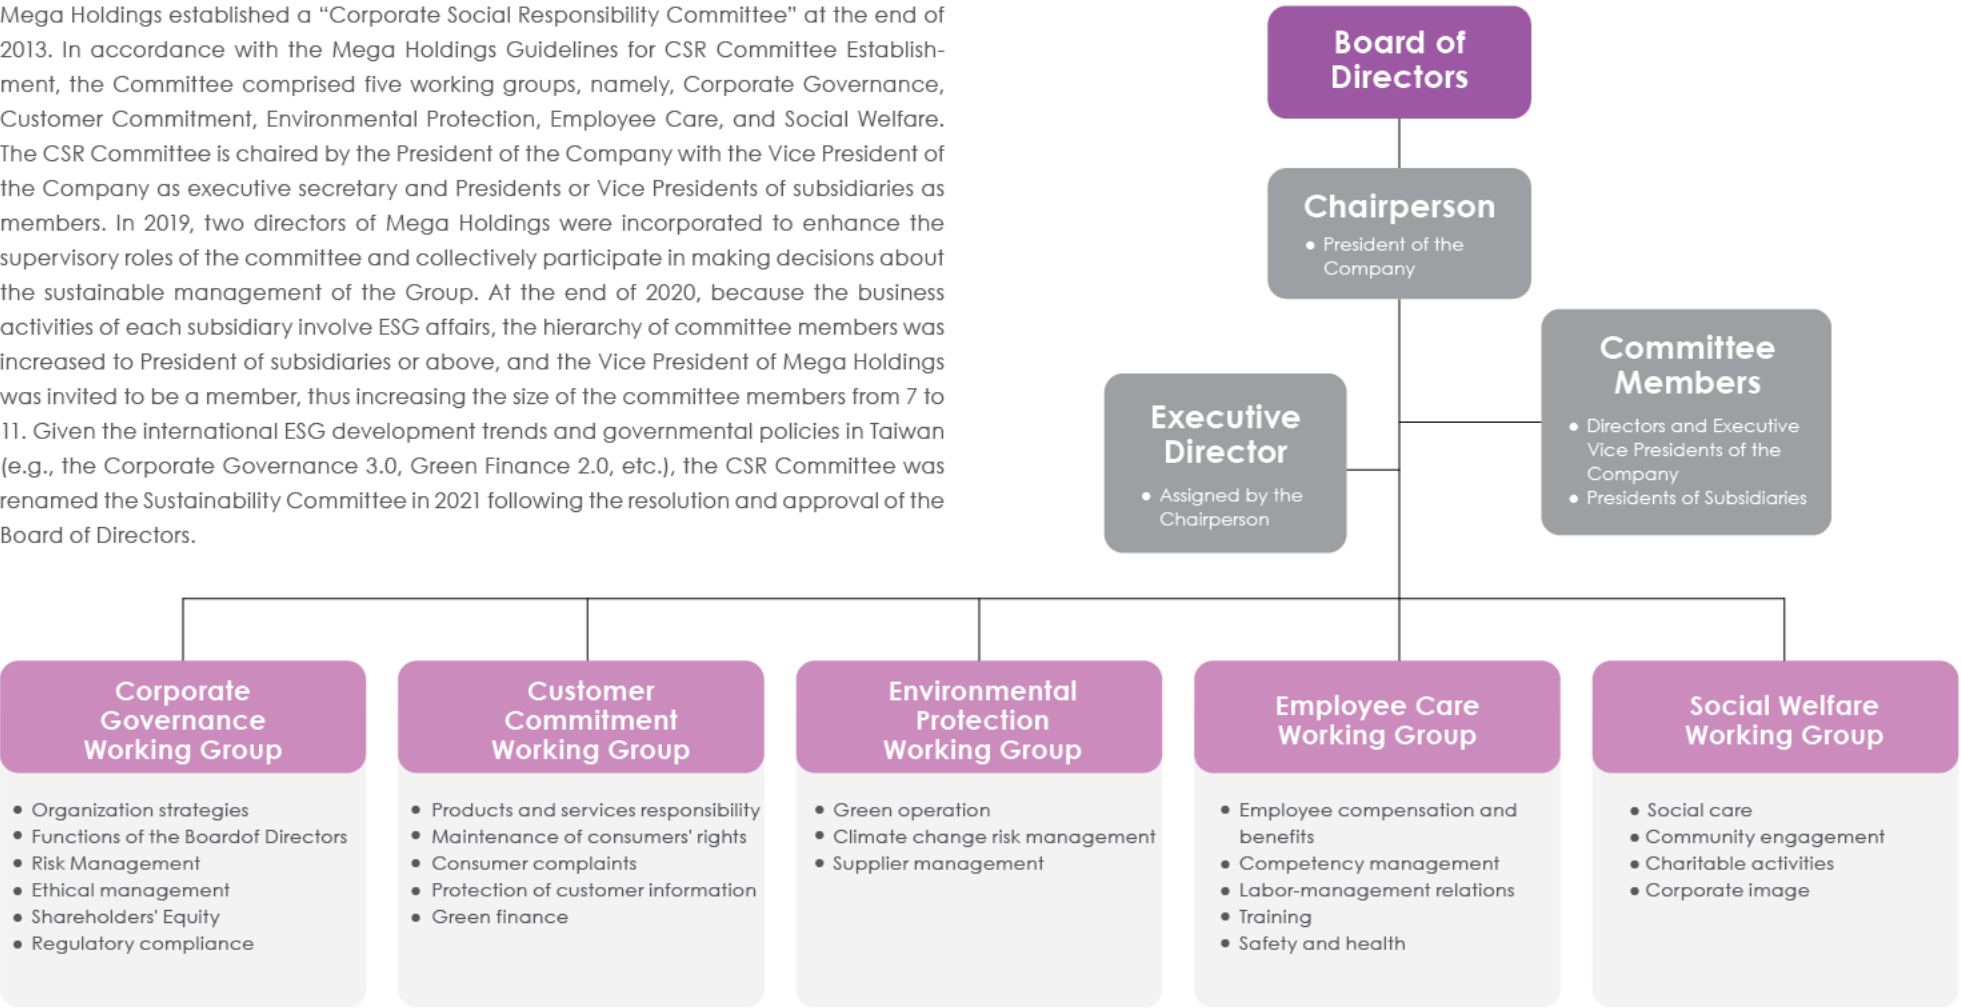 Mega Holdings established a “Corporate Social Responsibility Committee” at the end of
2013. In accordance with the Mega Holdings Guidelines for CSR Committee Establish-
ment, the Committee comprised five working groups, namely, Corporate Governance,
Customer Commitment, Environmental Protection, Employee Care, and Social Welfare.
The CSR Committee is chaired by the President of the Company with the Vice President of
the Company as executive secretary and Presidents or Vice Presidents of subsidiaries as
members. In 2019, two directors of Mega Holdings were incorporated to enhance the
supervisory roles of the committee and collectively participate in making decisions about
the sustainable management of the Group. At the end of 2020, because the business
activities of each subsidiary involve ESG affairs, the hierarchy of committee members was
increased to President of subsidiaries or above, and the Vice President of Mega Holdings
was invited to be a member, thus increasing the size of the committee members from 7 to
11. Given the international ESG development trends and governmental policies in Taiwan
(e.g., the Corporate Governance 3.0, Green Finance 2.0, etc.), the CSR Committee was
renamed the Sustainability Committee in 2021 following the resolution and approval of the
Board of Directors.
Board of
Directors
Chairperson
• President of the
Company
Executive
Director
• Assigned by the
Chairperson
Committee
Members
• Directors and Executive
Vice Presidents of the
Company
• Presidents of Subsidiaries
Corporate
Governance
Working Group
• Organization strategies
• Functions of the Boardof Directors
• Risk Management
• Ethical management
• Shareholders' Equity
• Regulatory compliance
Customer
Commitment
Working Group
• Products and services responsibility
• Maintenance of consumers' rights
• Consumer complaints
• Protection of customer information
• Green finance
Environmental
Protection
Working Group
• Green operation
• Climate change risk management
• Supplier management
Employee Care
Working Group
• Employee compensation and
benefits
• Competency management
• Labor-management relations
• Training
• Safety and health
Social Welfare
Working Group
• Social care
• Community engagement
• Charitable activities
• Corporate image